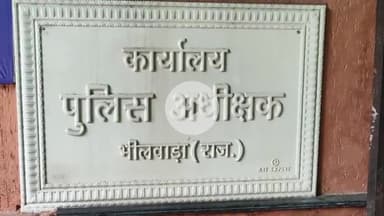 कार्यालय
पुलिस अधीक्षक
भीलवाड़ा (राज.)